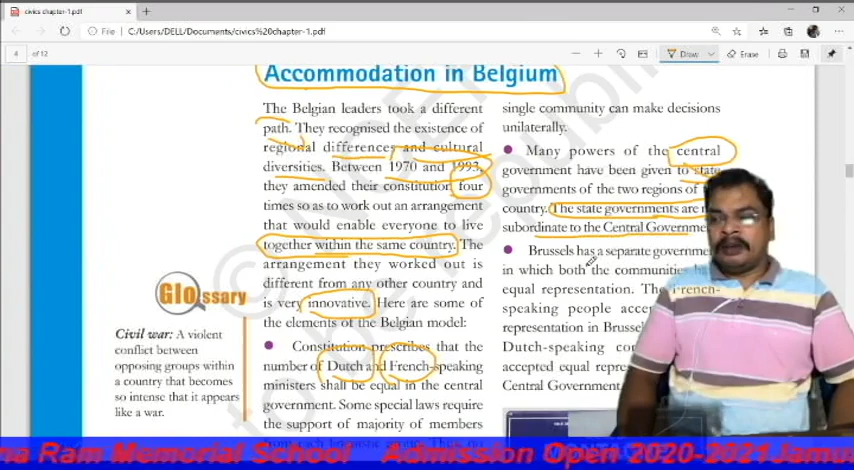 civics chapter-1.pdf
File | C:/Users/DELL/Documents/civics%20chapter-1.pdf
4 of 12
Draw
Erase
Accommodation in Belgium
The Belgian leaders took a different
path. They recognised the existence of
regional differences and cultural
diversities. Between 1970 and 1993,
they amended their constitution four
times so as to work out an arrangement
that would enable everyone to live
together within the same country. The
arrangement they worked out is
different from any other country and
is very innovative. Here are some of
the elements of the Belgian model:
Constitution prescribes that the
number of Dutch and French-speaking
ministers shall be equal in the central
government. Some special laws require
the support of majority of members
from each linguistic
single community can make decisions
unilaterally.
Many powers of the central
government have been given to state
governments of the two regions of
country. The state governments are
subordinate to the Central
Brussels has a separate
in which both the communities
equal representation. The French-
speaking people
representation in
Dutch-speaking
accepted equal
Central
Glossary
Civil war: A violent
conflict between
opposing groups within
a country that becomes
so intense that it appears
like a war.
Ram Memorial School Admission Open 2020-2021